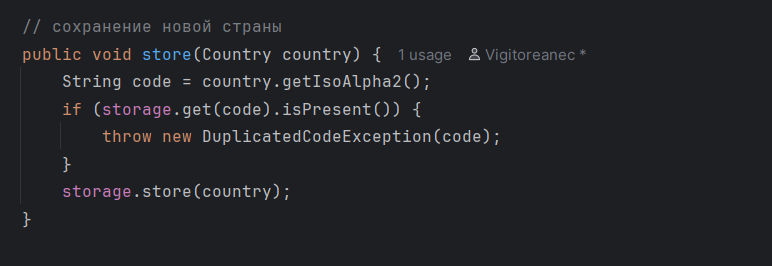 // сохранение новой страны
public void store(Country country) { 1 usage Vigitoreanec *
    String code = country.getIsoAlpha2();
    if (storage.get(code).isPresent()) {
        throw new DuplicatedCodeException(code);
    }
    storage.store(country);
}